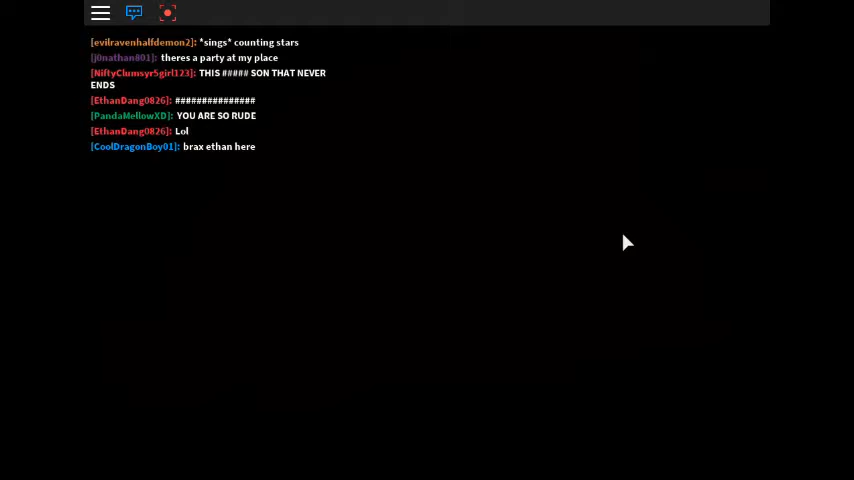 [evilravenhalfdemon2]: *sings* counting stars
[j0nathan801]: theres a party at my place
[NiftyClumsyr5girl123]: THIS ##### SON THAT NEVER
ENDS
[EthanDang0826]: ###############
[PandaMellowXD]: YOU ARE SO RUDE
[EthanDang0826]: Lol
[CoolDragonBoy01]: brax ethan here